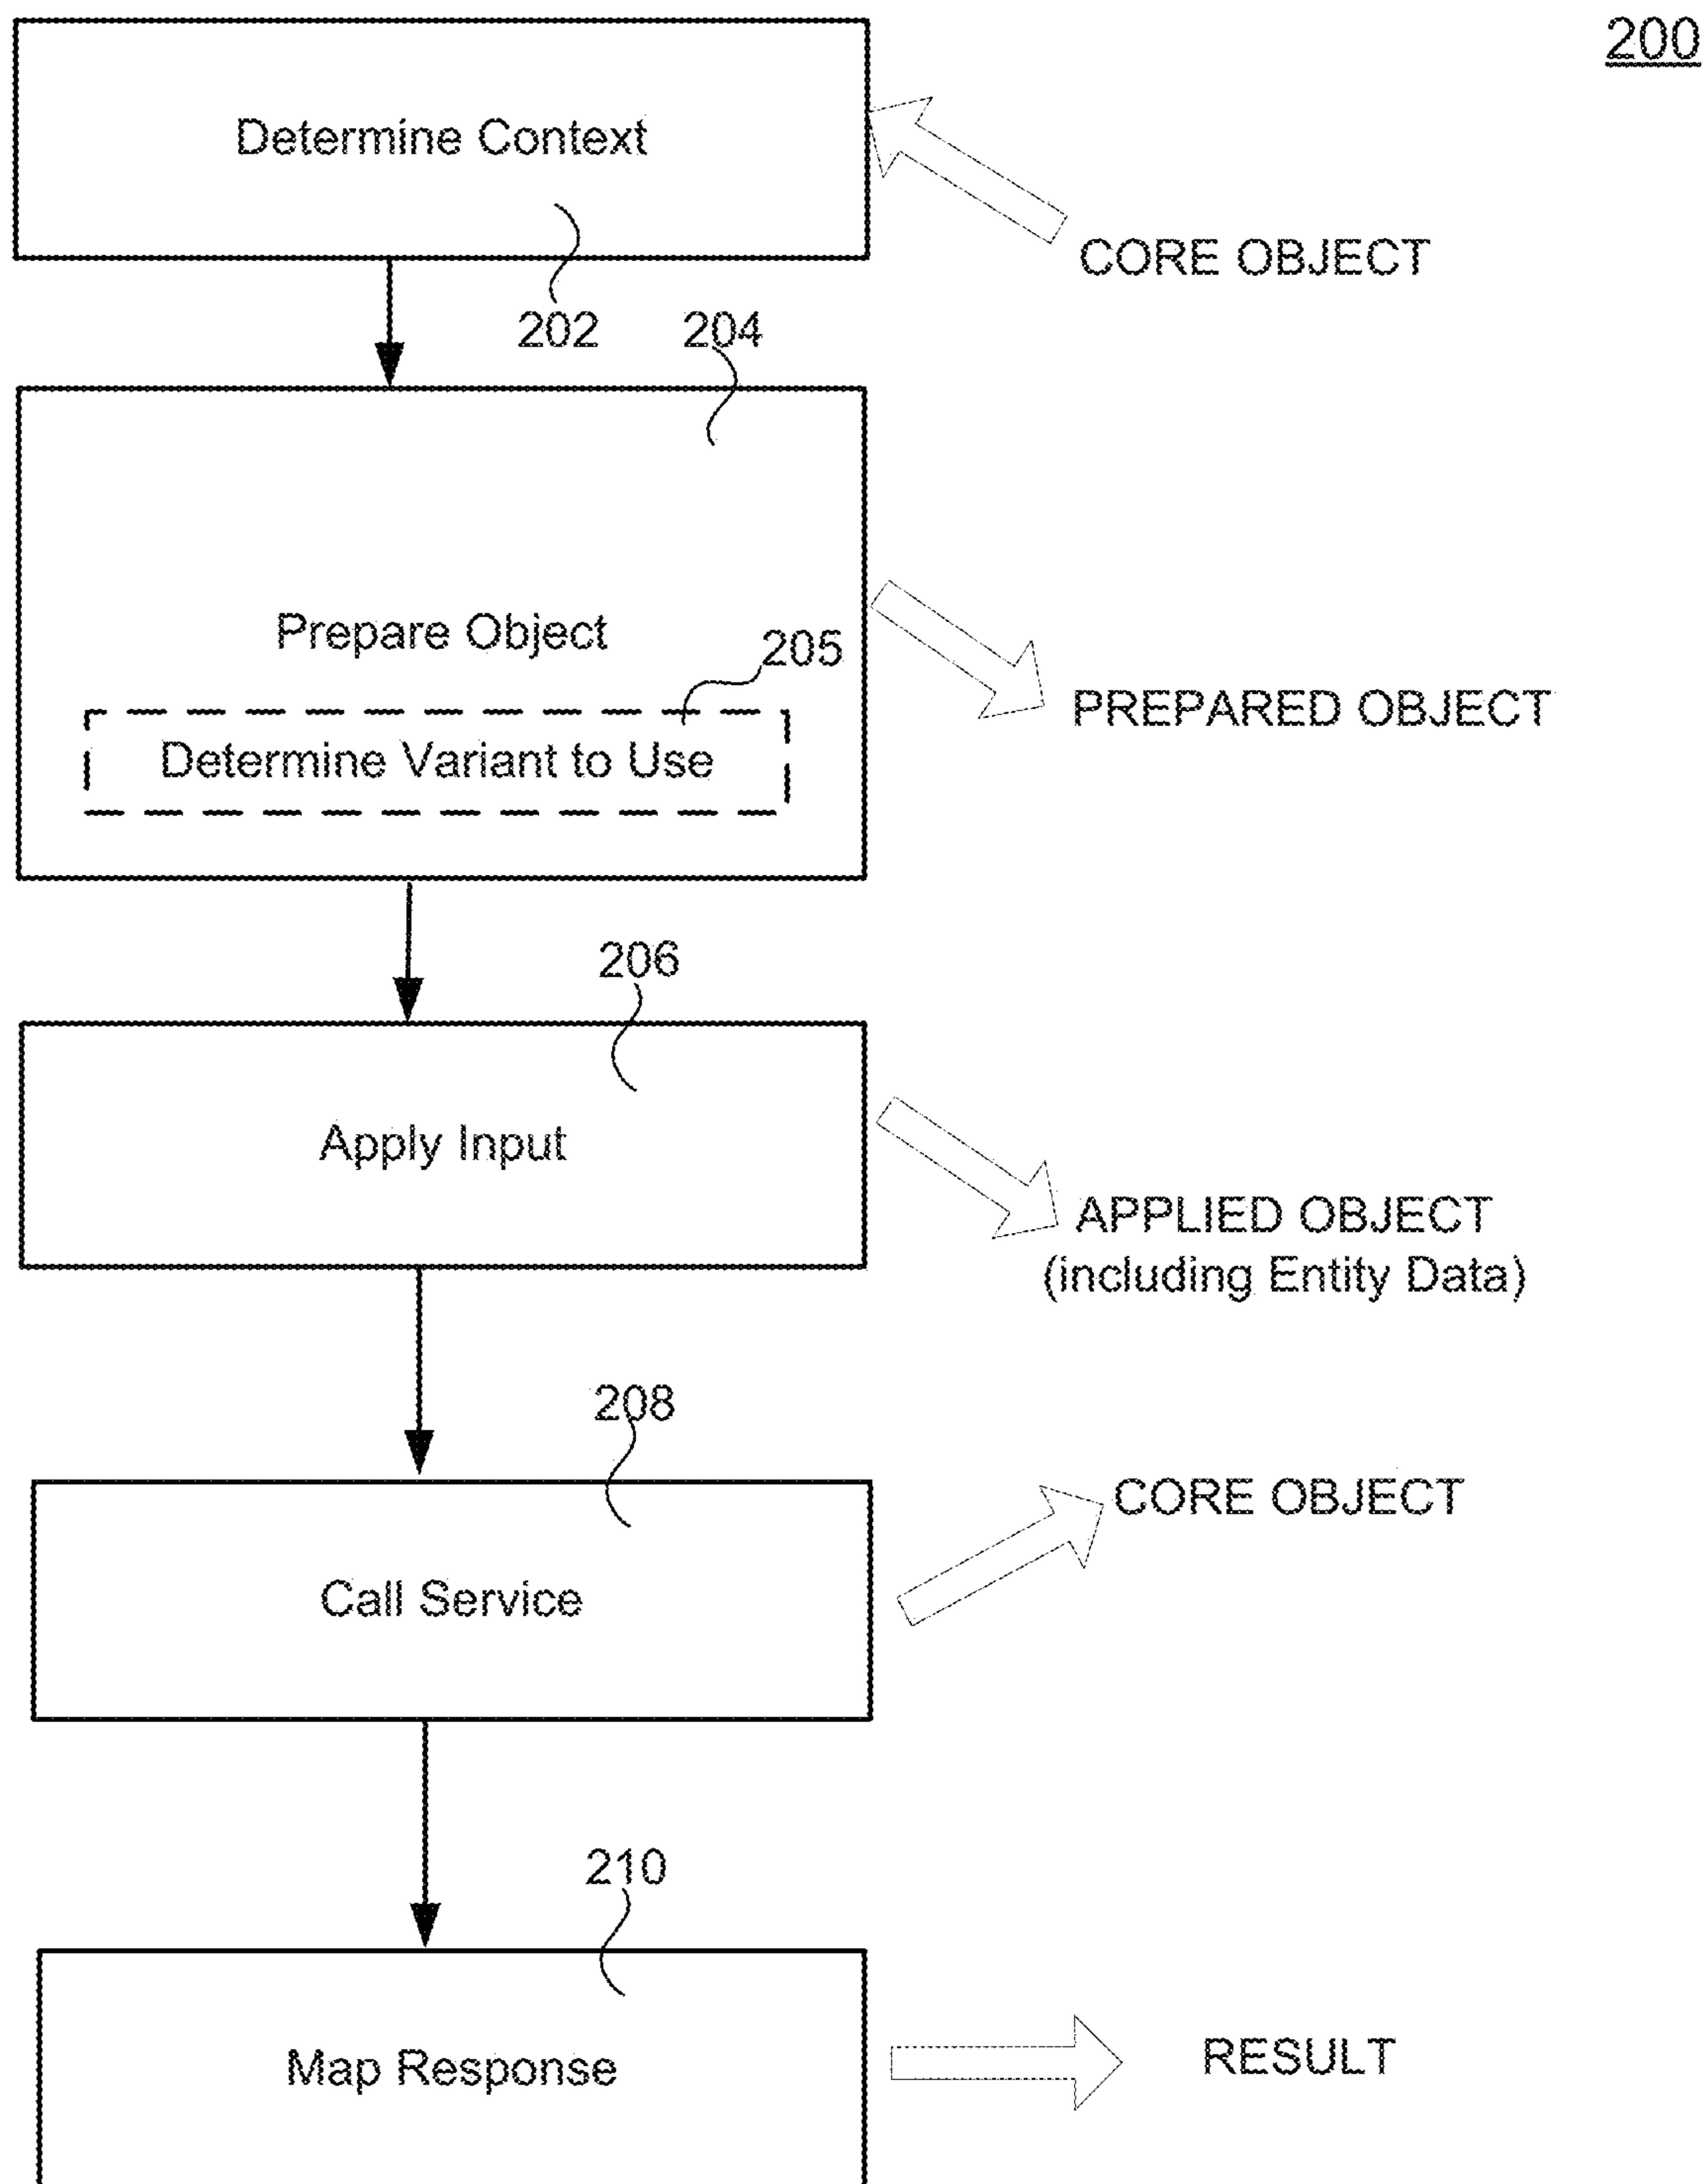 200
Determine Context
CORE OBJECT
202
204
Prepare Object
205
PREPARED OBJECT
Determine Variant to Use
206
Apply Input
APPLIED OBJECT
(including Entity Data)
208
CORE OBJECT
Call Service
210
Map Response
RESULT